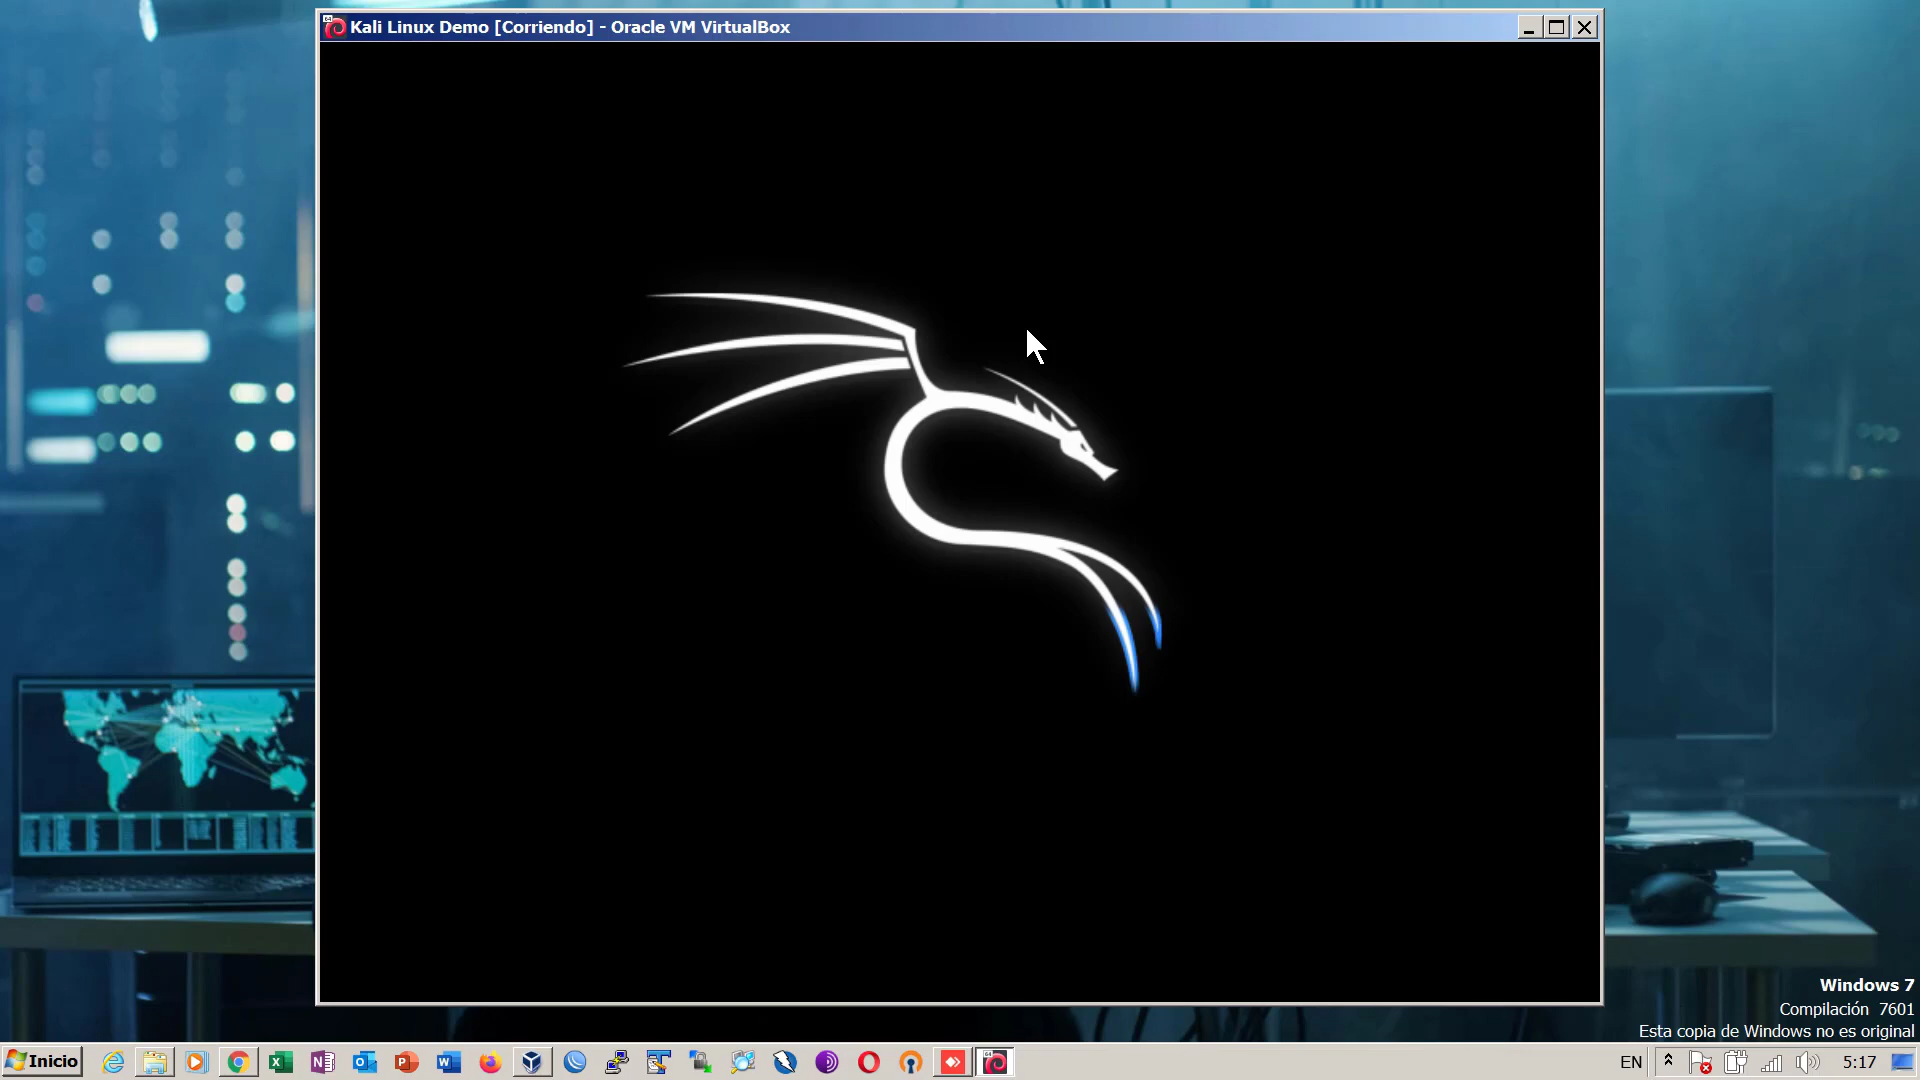 Kali Linux Demo [Corriendo] - Oracle VM VirtualBox
Windows 7
Compilación 7601
Esta copia de Windows no es original
Inicio
EN
5:17